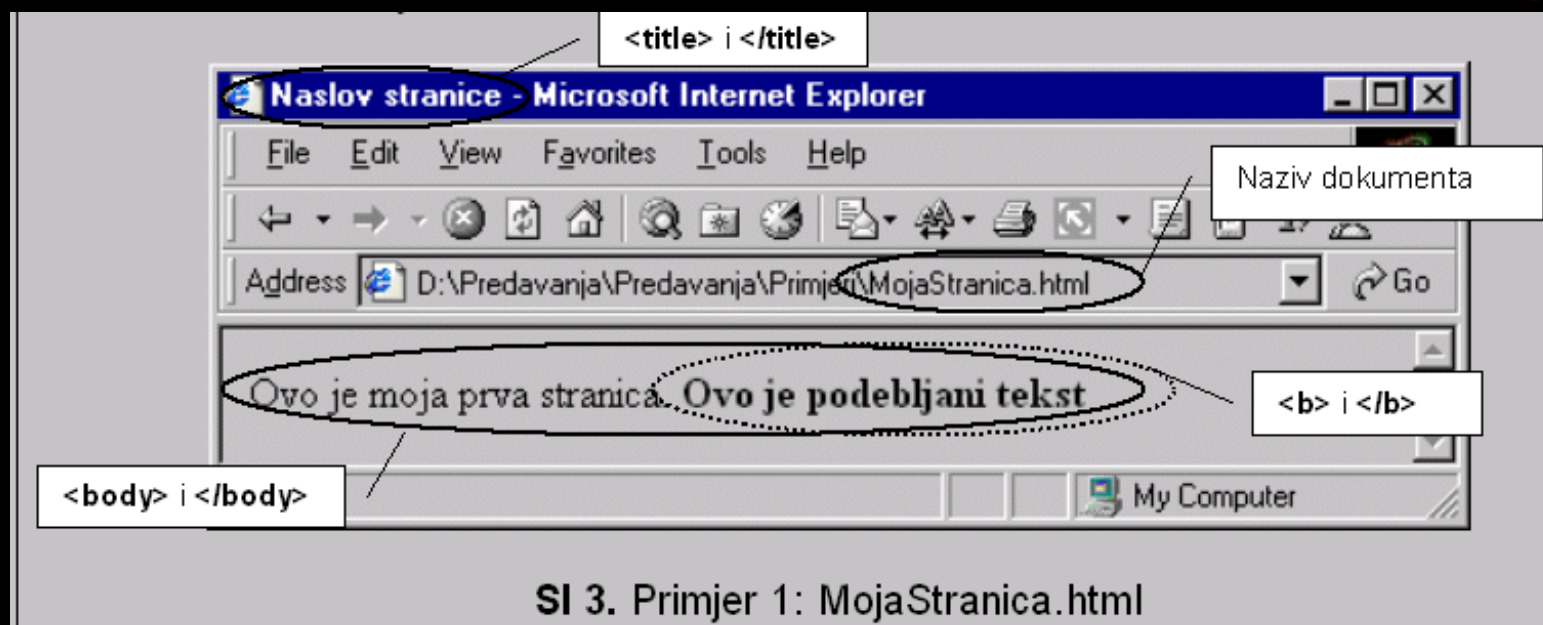 <title> i </title>
Naslov stranice - Microsoft Internet Explorer
File Edit View Favorites Tools Help
Naziv dokumenta
Address D:\Predavanja\Predavanja\Primjeri\MojaStranica.html Go
Ovo je moja prva stranica. Ovo je podebljani tekst
<b> i </b>
<body> i </body>
My Computer
Sl 3. Primjer 1: MojaStranica.html